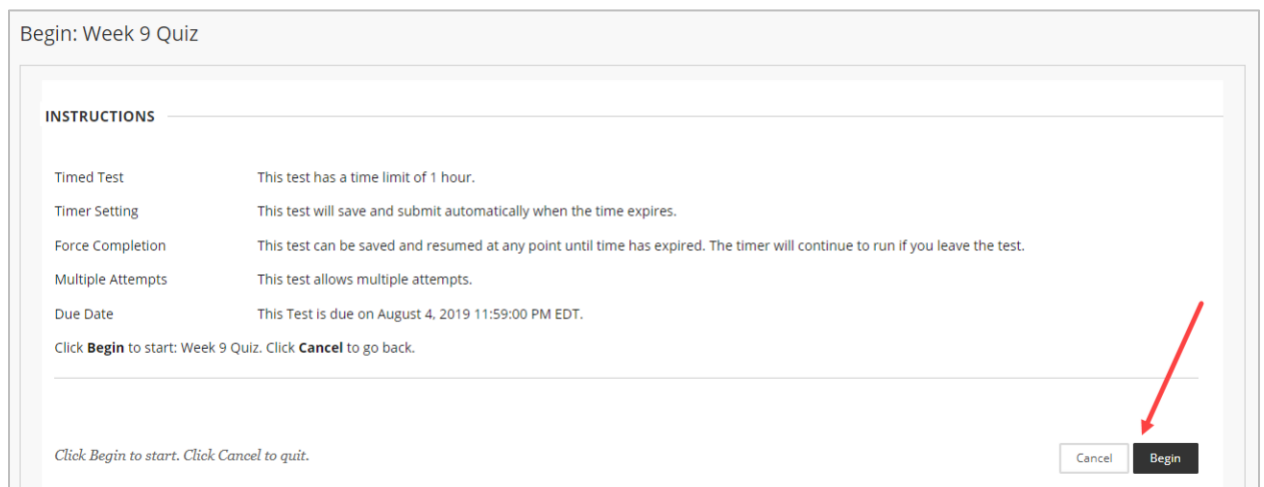 Begin: Week 9 Quiz
INSTRUCTIONS
Timed Test This test has a time limit of 1 hour.
Timer Setting This test will save and submit automatically when the time expires.
Force Completion This test can be saved and resumed at any point until time has expired. The timer will continue to run if you leave the test.
Multiple Attempts This test allows multiple attempts.
Due Date This Test is due on August 4, 2019 11:59:00 PM EDT.
Click Begin to start: Week 9 Quiz. Click Cancel to go back.
Click Begin to start. Click Cancel to quit. Cancel Begin